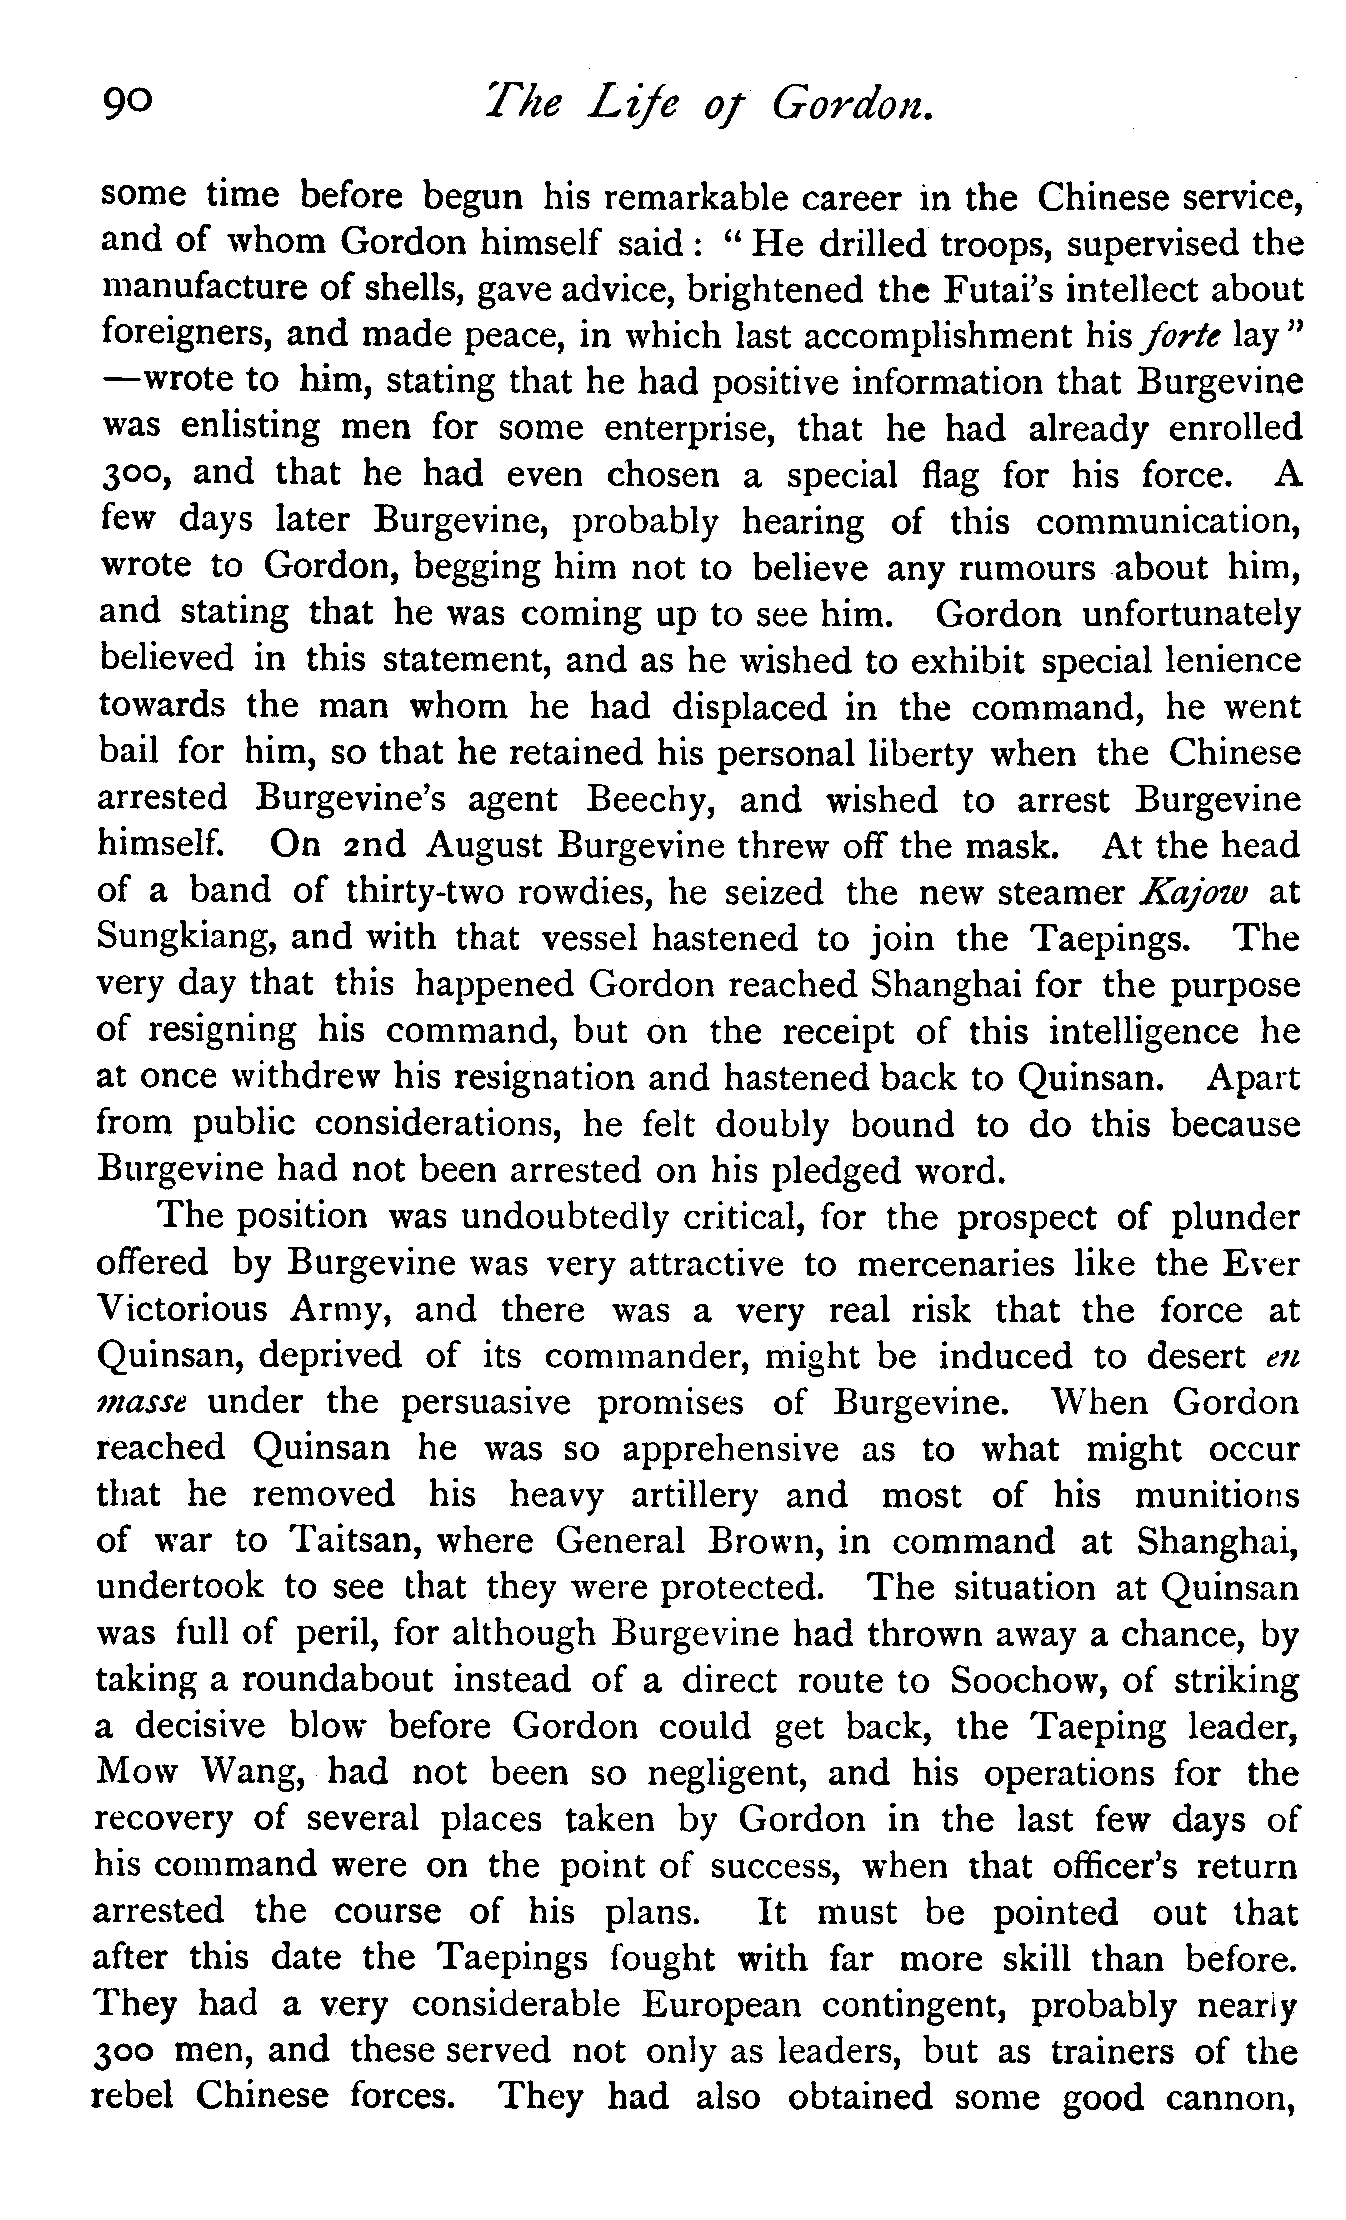 90 The Life of Gordon.
some time before begun his remarkable career in the Chinese service,
and of whom Gordon himself said : “ He drilled troops, supervised the
manufacture of shells, gave advice, brightened the Futai's intellect about
foreigners, and made peace, in which last accomplishment his forte lay ”
—wrote to him, stating that he had positive information that Burgevine
was enlisting men for some enterprise, that he had already enrolled
300, and that he had even chosen a special flag for his force. A
few days later Burgevine, probably hearing of this communication,
wrote to Gordon, begging him not to believe any rumours about him,
and stating that he was coming up to see him. Gordon unfortunately
believed in this statement, and as he wished to exhibit special lenience
towards the man whom he had displaced in the command, he went
bail for him, so that he retained his personal liberty when the Chinese
arrested Burgevine's agent Beechy, and wished to arrest Burgevine
himself. On 2nd August Burgevine threw off the mask. At the head
of a band of thirty-two rowdies, he seized the new steamer Kajow at
Sungkiang, and with that vessel hastened to join the Taepings. The
very day that this happened Gordon reached Shanghai for the purpose
of resigning his command, but on the receipt of this intelligence he
at once withdrew his resignation and hastened back to Quinsan. Apart
from public considerations, he felt doubly bound to do this because
Burgevine had not been arrested on his pledged word.
The position was undoubtedly critical, for the prospect of plunder
offered by Burgevine was very attractive to mercenaries like the Ever
Victorious Army, and there was a very real risk that the force at
Quinsan, deprived of its commander, might be induced to desert en
masse under the persuasive promises of Burgevine. When Gordon
reached Quinsan he was so apprehensive as to what might occur
that he removed his heavy artillery and most of his munitions
of war to Taitsan, where General Brown, in command at Shanghai,
undertook to see that they were protected. The situation at Quinsan
was full of peril, for although Burgevine had thrown away a chance, by
taking a roundabout instead of a direct route to Soochow, of striking
a decisive blow before Gordon could get back, the Taeping leader,
Mow Wang, had not been so negligent, and his operations for the
recovery of several places taken by Gordon in the last few days of
his command were on the point of success, when that officer's return
arrested the course of his plans. It must be pointed out that
after this date the Taepings fought with far more skill than before.
They had a very considerable European contingent, probably nearly
300 men, and these served not only as leaders, but as trainers of the
rebel Chinese forces. They had also obtained some good cannon,